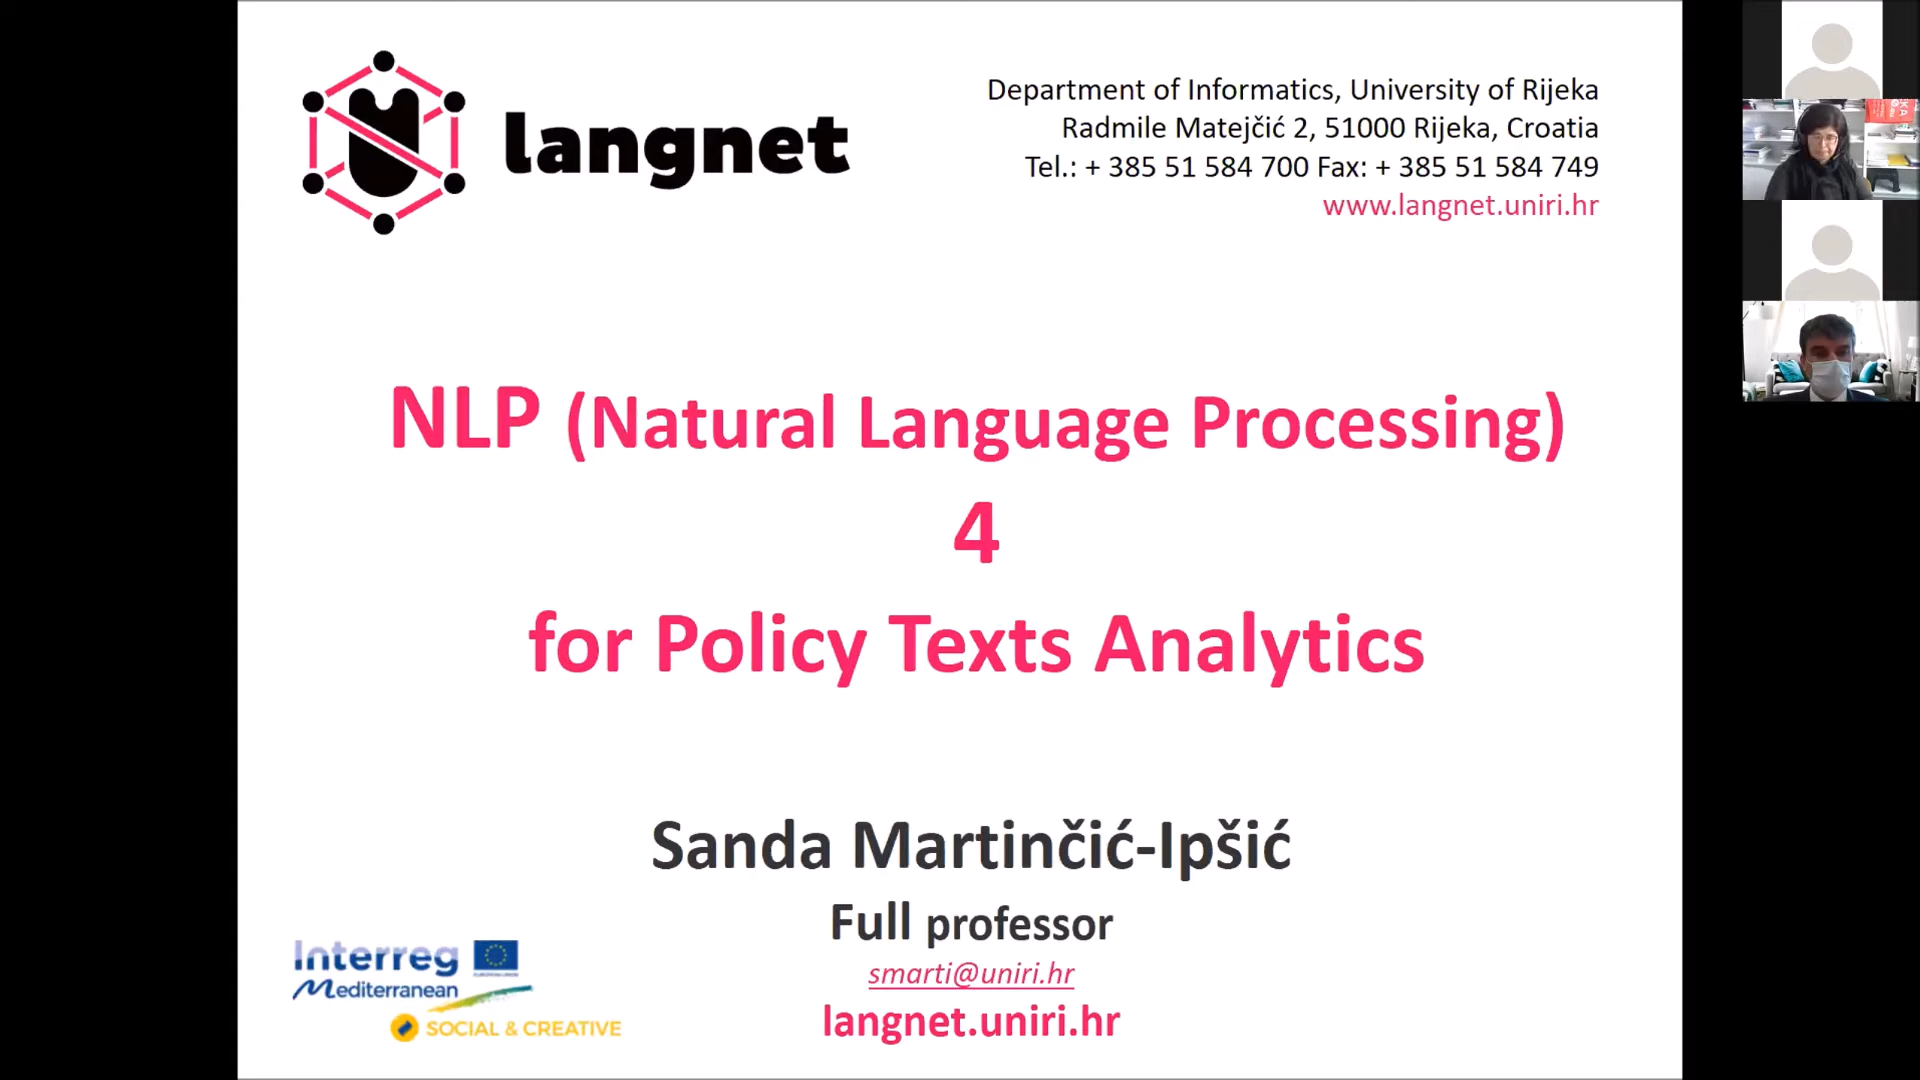 langnet
Department of Informatics, University of Rijeka
Radmile Matejčić 2, 51000 Rijeka, Croatia
Tel.: + 385 51 584 700 Fax: + 385 51 584 749
www.langnet.uniri.hr
NLP (Natural Language Processing)
4
for Policy Texts Analytics
Sanda Martinčić-Ipšić
Full professor
smarti@uniri.hr
langnet.uniri.hr
Interreg
Mediterranean
SOCIAL & CREATIVE